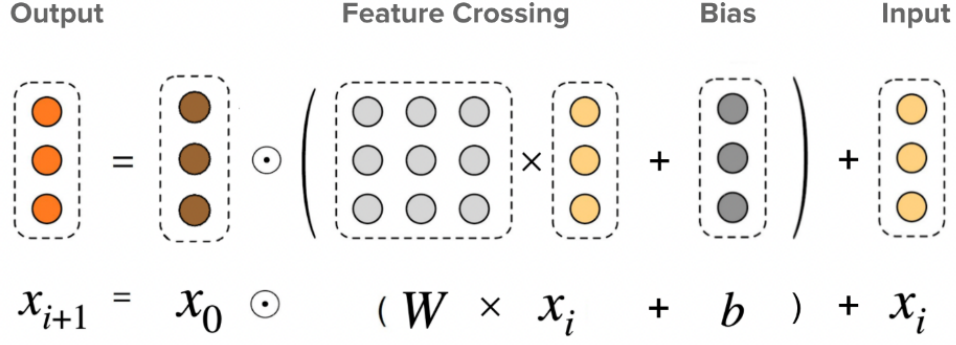 Output Feature Crossing Bias Input
= ⊙ ( × + ) +
x_{i+1} = x_0 ⊙ ( W × x_i + b ) + x_i